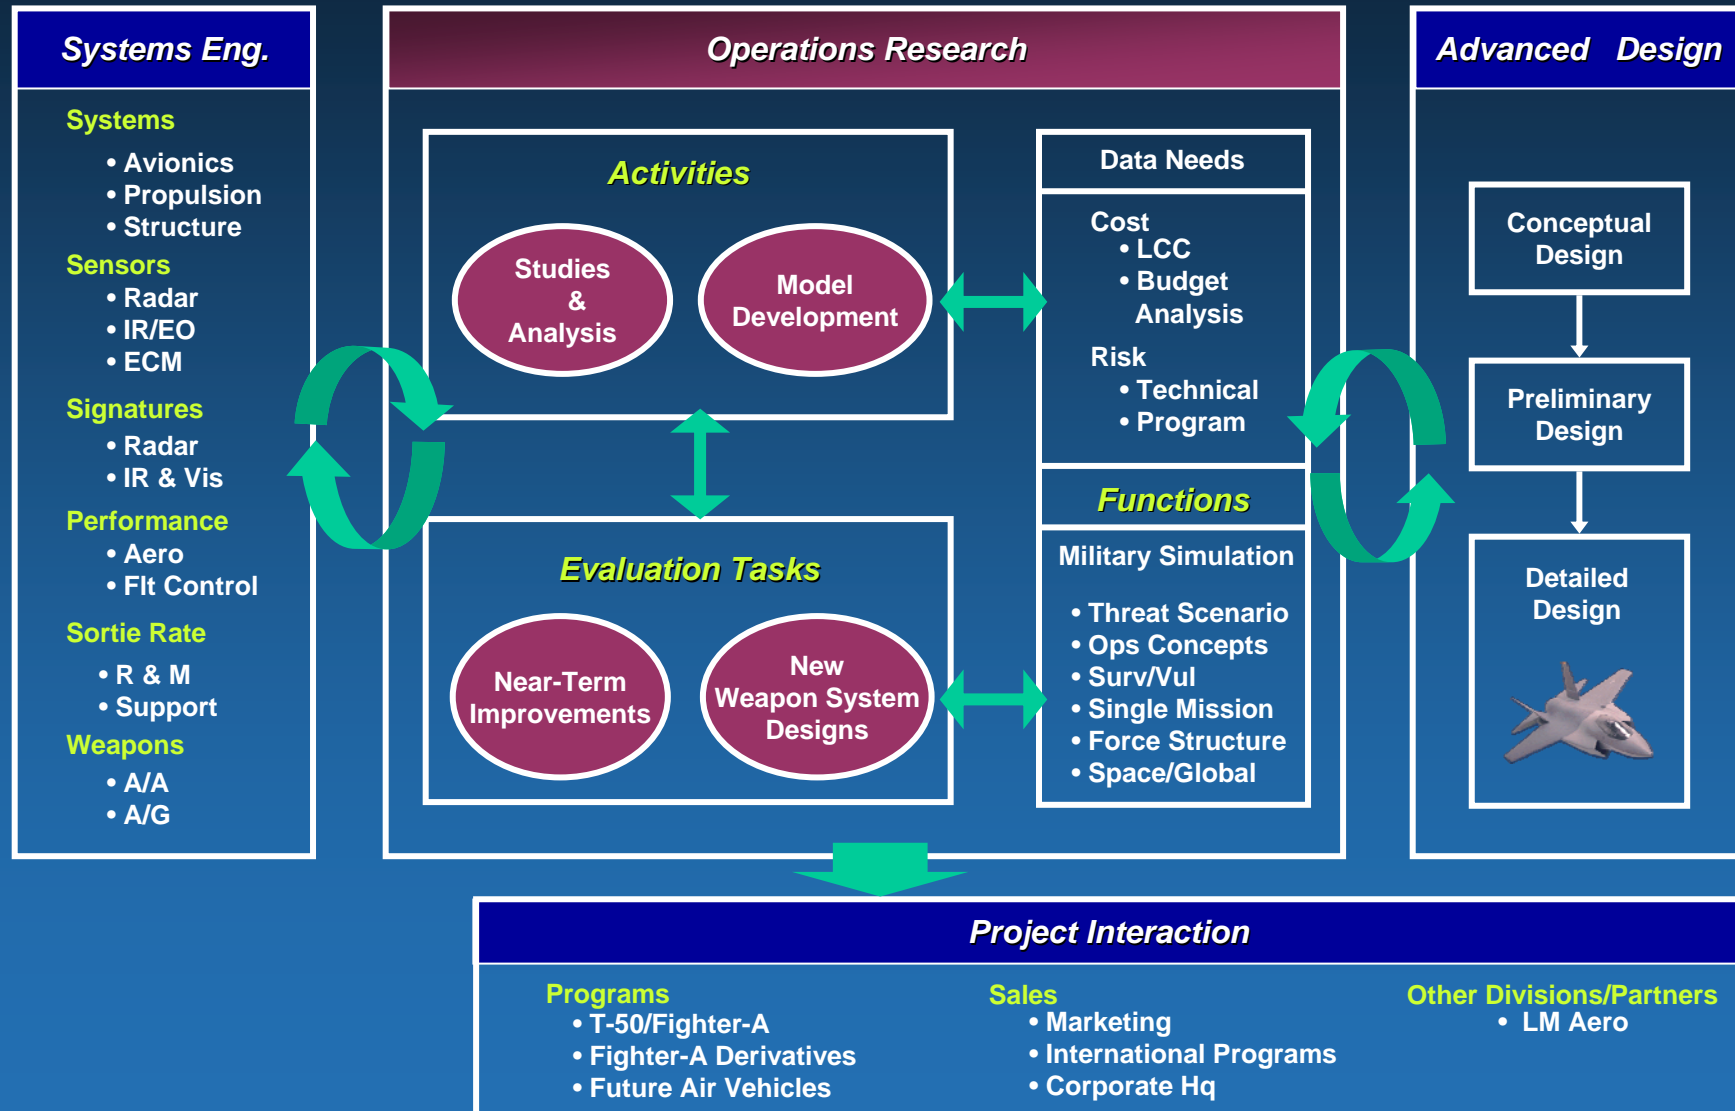 Systems Eng.
Systems
• Avionics
• Propulsion
• Structure
Sensors
• Radar
• IR/EO
• ECM
Signatures
• Radar
• IR & Vis
Performance
• Aero
• Flt Control
Sortie Rate
• R & M
• Support
Weapons
• A/A
• A/G
Operations Research
Activities
Studies
&
Analysis
Model
Development
Evaluation Tasks
Near-Term
Improvements
New
Weapon System
Designs
Data Needs
Cost
• LCC
• Budget
Analysis
Risk
• Technical
• Program
Functions
Military Simulation
• Threat Scenario
• Ops Concepts
• Surv/Vul
• Single Mission
• Force Structure
• Space/Global
Advanced Design
Conceptual
Design
Preliminary
Design
Detailed
Design
Project Interaction
Programs
• T-50/Fighter-A
• Fighter-A Derivatives
• Future Air Vehicles
Sales
• Marketing
• International Programs
• Corporate Hq
Other Divisions/Partners
• LM Aero